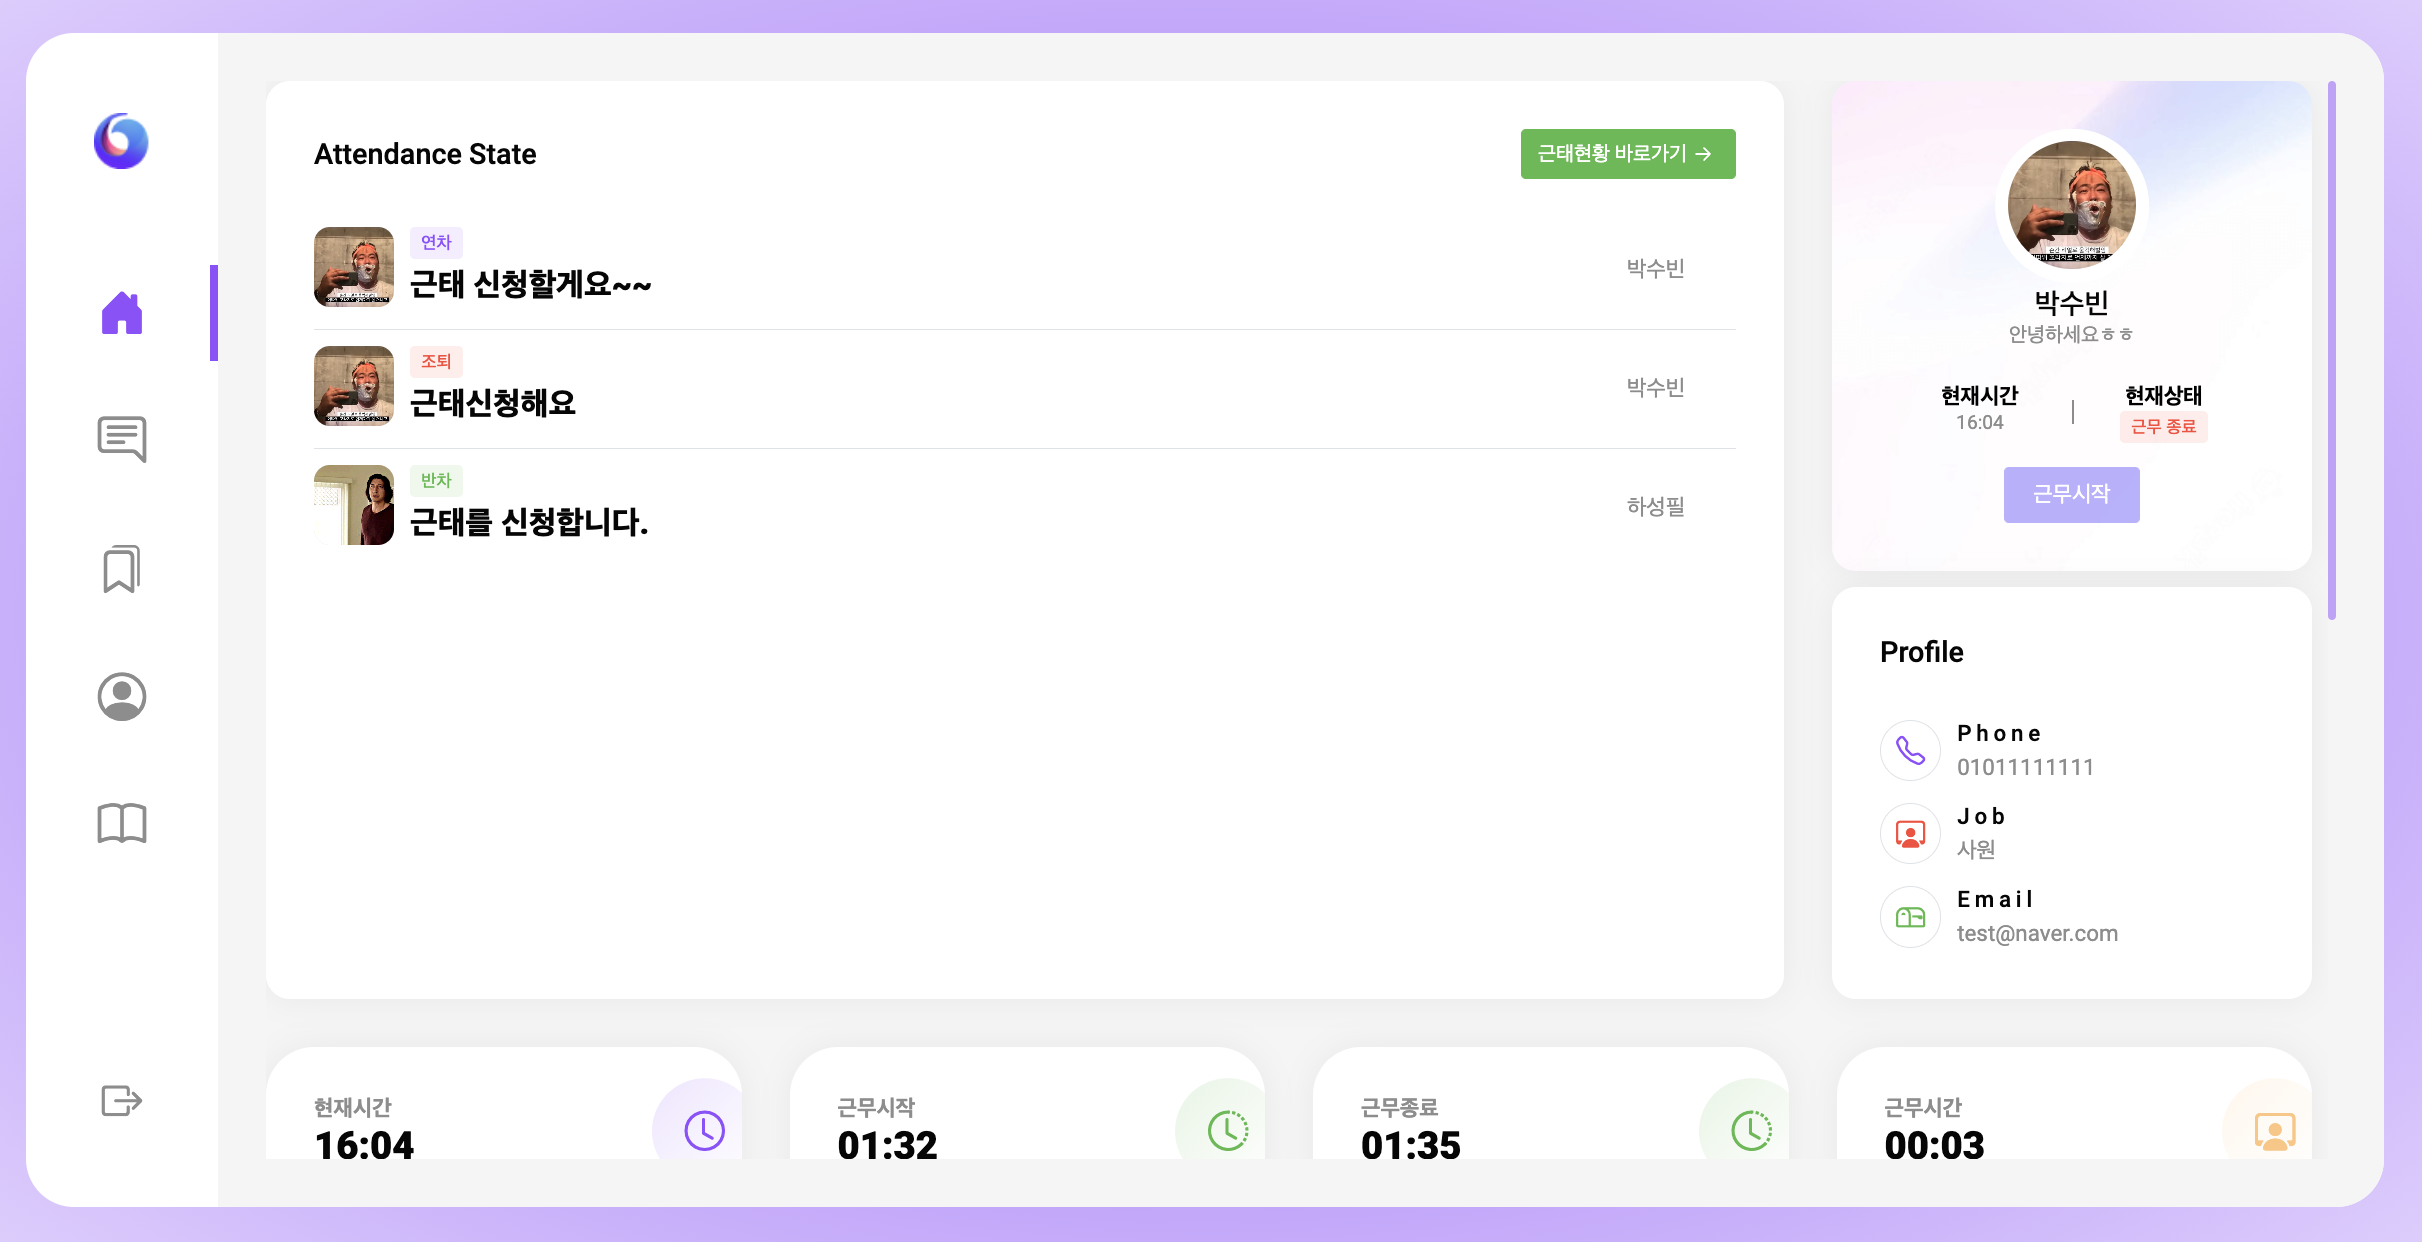 Attendance State
근태현황 바로가기 →
연차
근태 신청할게요~~
박수빈
조퇴
근태신청해요
박수빈
반차
근태를 신청합니다.
하성필
박수빈
안녕하세요ㅎㅎ
현재시간
16:04
현재상태
근무 종료
근무시작
Profile
Phone
01011111111
Job
사원
Email
test@naver.com
현재시간
16:04
근무시작
01:32
근무종료
01:35
근무시간
00:03